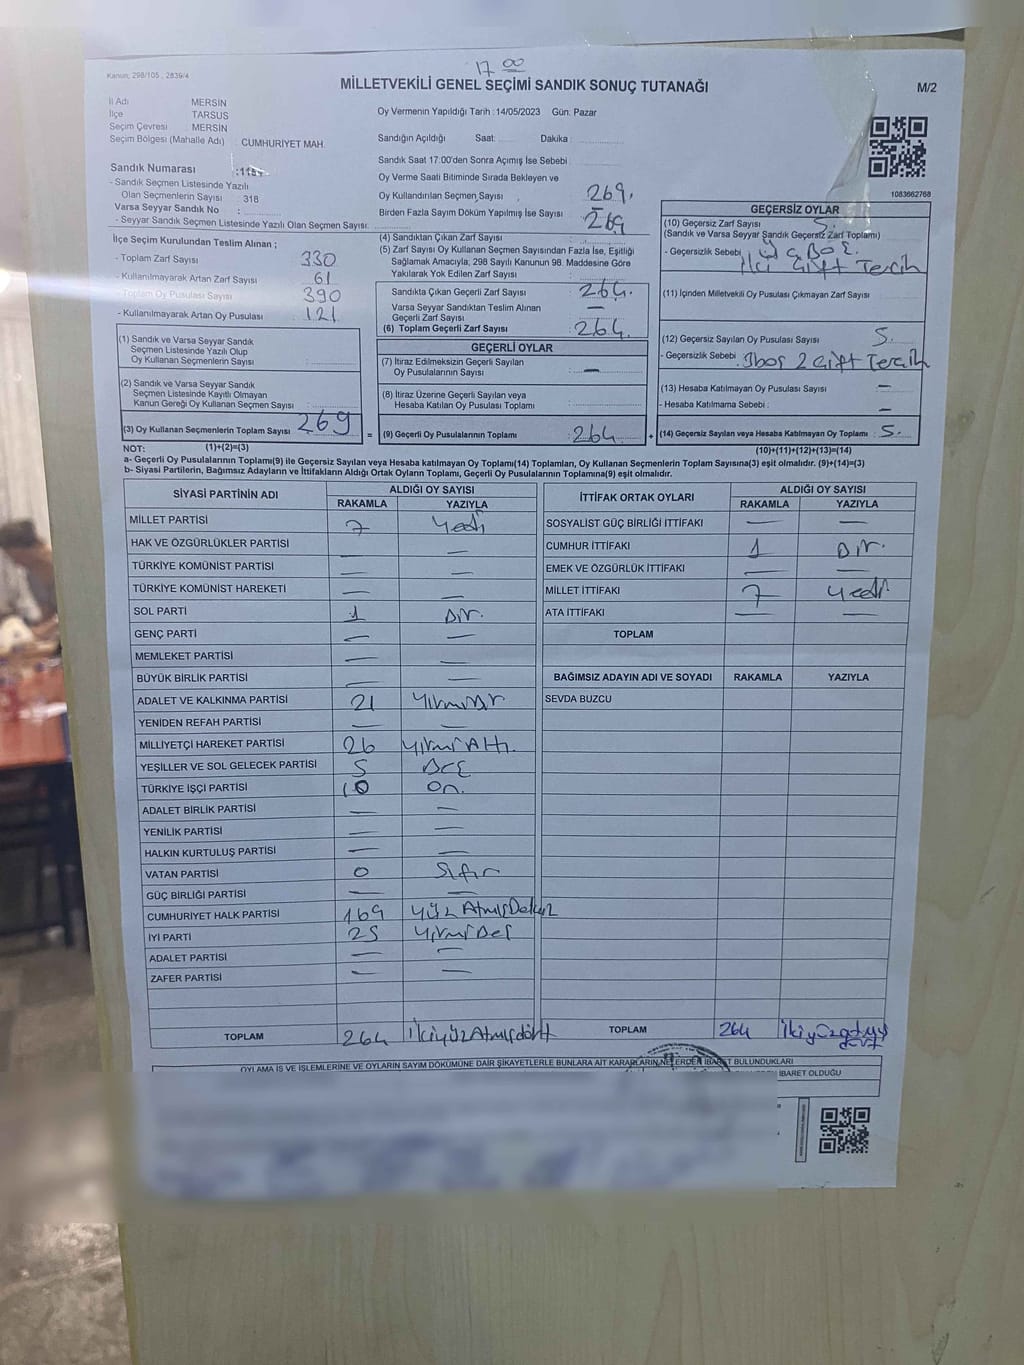 17 00
Kanun, 298/105 , 2839/4
MİLLETVEKİLİ GENEL SEÇİMİ SANDIK SONUÇ TUTANAĞI
M/2
İl Adı MERSİN
İlçe TARSUS
Seçim Çevresi MERSİN
Seçim Bölgesi (Mahalle Adı) CUMHURİYET MAH.
Sandık Numarası
- Sandık Seçmen Listesinde Yazılı
Olan Seçmenlerin Sayısı 318
Varsa Seyyar Sandık No :
- Seyyar Sandık Seçmen Listesinde Yazılı Olan Seçmen Sayısı:
Oy Vermenin Yapıldığı Tarih :14/05/2023 Gün: Pazar
Sandığın Açıldığı Saat: Dakika :
Sandık Saat 17.00'den Sonra Açımış İse Sebebi :
Oy Verme Saati Bitiminde Sırada Bekleyen ve
Oy Kullandırılan Seçmen Sayısı : 269.
Birden Fazla Sayım Döküm Yapılmış İse Sayısı : 269
1083662768
İlçe Seçim Kurulundan Teslim Alınan ;
- Toplam Zarf Sayısı 330
- Kullanılmayarak Artan Zarf Sayısı 61
- Toplam Oy Pusulası Sayısı 390
- Kullanılmayarak Artan Oy Pusulası 121
(1) Sandık ve Varsa Seyyar Sandık
Seçmen Listesinde Yazılı Olup
Oy Kullanan Seçmenlerin Sayısı
(2) Sandık ve Varsa Seyyar Sandık
Seçmen Listesinde Kayıtlı Olmayan
Kanun Gereği Oy Kullanan Seçmen Sayısı
(3) Oy Kullanan Seçmenlerin Toplam Sayısı 269
(1)+(2)=(3)
(4) Sandıktan Çıkan Zarf Sayısı
(5) Zarf Sayısı Oy Kullanan Seçmen Sayısından Fazla İse, Eşitliği
Sağlamak Amacıyla, 298 Sayılı Kanunun 98. Maddesine Göre
Yakılarak Yok Edilen Zarf Sayısı
Sandıkta Çıkan Geçerli Zarf Sayısı 264.
Varsa Seyyar Sandıktan Teslim Alınan
Geçerli Zarf Sayısı —
(6) Toplam Geçerli Zarf Sayısı : 264.
GEÇERLİ OYLAR
(7) İtiraz Edilmeksizin Geçerli Sayılan
Oy Pusulalarının Sayısı —
(8) İtiraz Üzerine Geçerli Sayılan veya
Hesaba Katılan Oy Pusulası Toplamı
= (9) Geçerli Oy Pusulalarının Toplamı : 264. +
GEÇERSİZ OYLAR
(10) Geçersiz Zarf Sayısı : 5.
(Sandık ve Varsa Seyyar Sandık Geçersiz Zarf Toplamı)
- Geçersizlik Sebebi : Boş
Çift Tercih
(11) İçinden Milletvekili Oy Pusulası Çıkmayan Zarf Sayısı
(12) Geçersiz Sayılan Oy Pusulası Sayısı : 5.
- Geçersizlik Sebebi : 3boş 2 Çift Tercih
(13) Hesaba Katılmayan Oy Pusulası Sayısı : —
- Hesaba Katılmama Sebebi : —
(14) Geçersiz Sayılan veya Hesaba Katılmayan Oy Toplamı : 5.
(10)+(11)+(12)+(13)=(14)
NOT:
a- Geçerli Oy Pusulalarının Toplamı(9) ile Geçersiz Sayılan veya Hesaba katılmayan Oy Toplamı(14) Toplamları, Oy Kullanan Seçmenlerin Toplam Sayısına(3) eşit olmalıdır. (9)+(14)=(3)
b- Siyasi Partilerin, Bağımsız Adayların ve İttifakların Aldığı Ortak Oyların Toplamı, Geçerli Oy Pusulalarının Toplamına(9) eşit olmalıdır.
SİYASİ PARTİNİN ADI ALDIĞI OY SAYISI
RAKAMLA YAZIYLA
MİLLET PARTİSİ 7 Yedi
HAK VE ÖZGÜRLÜKLER PARTİSİ — —
TÜRKİYE KOMÜNİST PARTİSİ — —
TÜRKİYE KOMÜNİST HAREKETİ — —
SOL PARTİ 1 Bir.
GENÇ PARTİ — —
MEMLEKET PARTİSİ — —
BÜYÜK BİRLİK PARTİSİ — —
ADALET VE KALKINMA PARTİSİ 21 YirmiBir
YENİDEN REFAH PARTİSİ — —
MİLLİYETÇİ HAREKET PARTİSİ 26 YirmiAltı.
YEŞİLLER VE SOL GELECEK PARTİSİ 5 Beş
TÜRKİYE İŞÇİ PARTİSİ 10 On.
ADALET BİRLİK PARTİSİ — —
YENİLİK PARTİSİ — —
HALKIN KURTULUŞ PARTİSİ — —
VATAN PARTİSİ 0 Sıfır
GÜÇ BİRLİĞİ PARTİSİ — —
CUMHURİYET HALK PARTİSİ 169 YüzAtmışDokuz
İYİ PARTİ 25 YirmiBeş
ADALET PARTİSİ — —
ZAFER PARTİSİ — —
TOPLAM 264 İkiyüzAtmışdört
İTTİFAK ORTAK OYLARI ALDIĞI OY SAYISI
RAKAMLA YAZIYLA
SOSYALİST GÜÇ BİRLİĞİ İTTİFAKI — —
CUMHUR İTTİFAKI 1 Bir.
EMEK VE ÖZGÜRLÜK İTTİFAKI — —
MİLLET İTTİFAKI 7 Yedi
ATA İTTİFAKI — —
TOPLAM
BAĞIMSIZ ADAYIN ADI VE SOYADI RAKAMLA YAZIYLA
SEVDA BUZCU
TOPLAM 264 İkiyüzatmış
dört
OYLAMA İŞ VE İŞLEMLERİNE VE OYLARIN SAYIM DÖKÜMÜNE DAİR ŞİKAYETLERLE BUNLARA AİT KARARLARIN NELERDEN İBARET BULUNDUKLARI
İBARET OLDUĞU